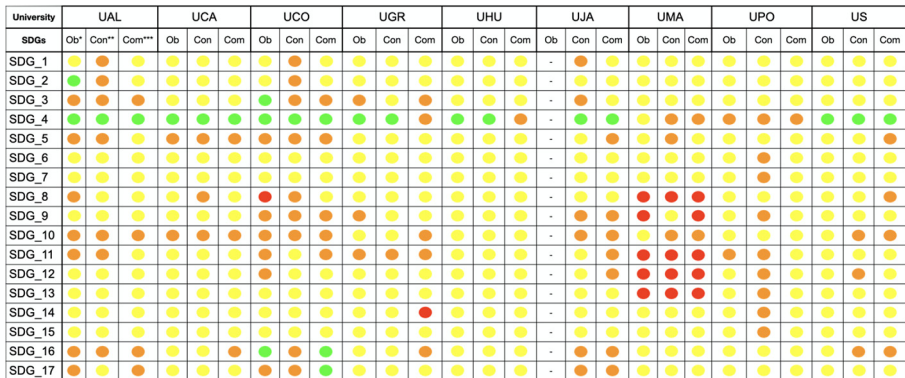 University UAL UCA UCO UGR UHU UJA UMA UPO US
SDGs Ob* Con** Com*** Ob Con Com Ob Con Com Ob Con Com Ob Con Com Ob Con Com Ob Con Com Ob Con Com Ob Con Com
SDG_1 -
SDG_2 -
SDG_3 -
SDG_4 -
SDG_5 -
SDG_6 -
SDG_7 -
SDG_8 -
SDG_9 -
SDG_10 -
SDG_11 -
SDG_12 -
SDG_13 -
SDG_14 -
SDG_15 -
SDG_16 -
SDG_17 -